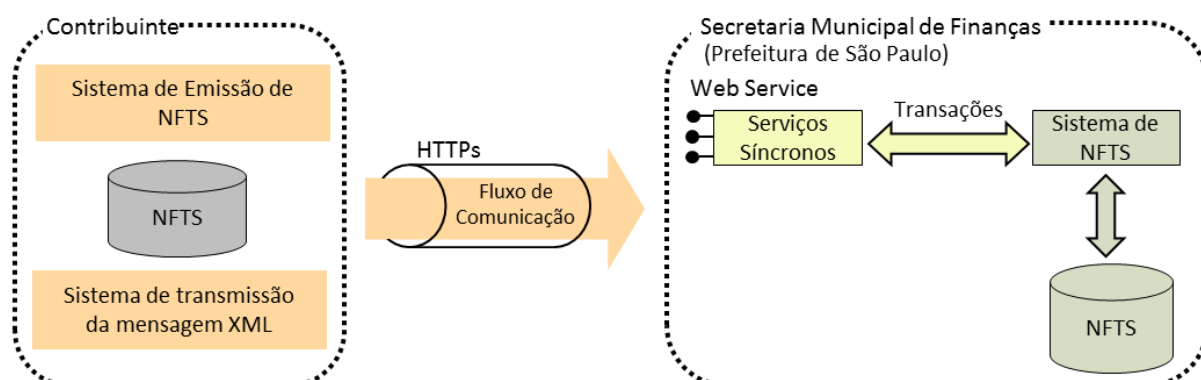 Contribuinte
Sistema de Emissão de
NFTS
NFTS
Sistema de transmissão
da mensagem XML
HTTPs
Fluxo de
Comunicação
Secretaria Municipal de Finanças
(Prefeitura de São Paulo)
Web Service
Serviços
Síncronos
Transações
Sistema de
NFTS
NFTS